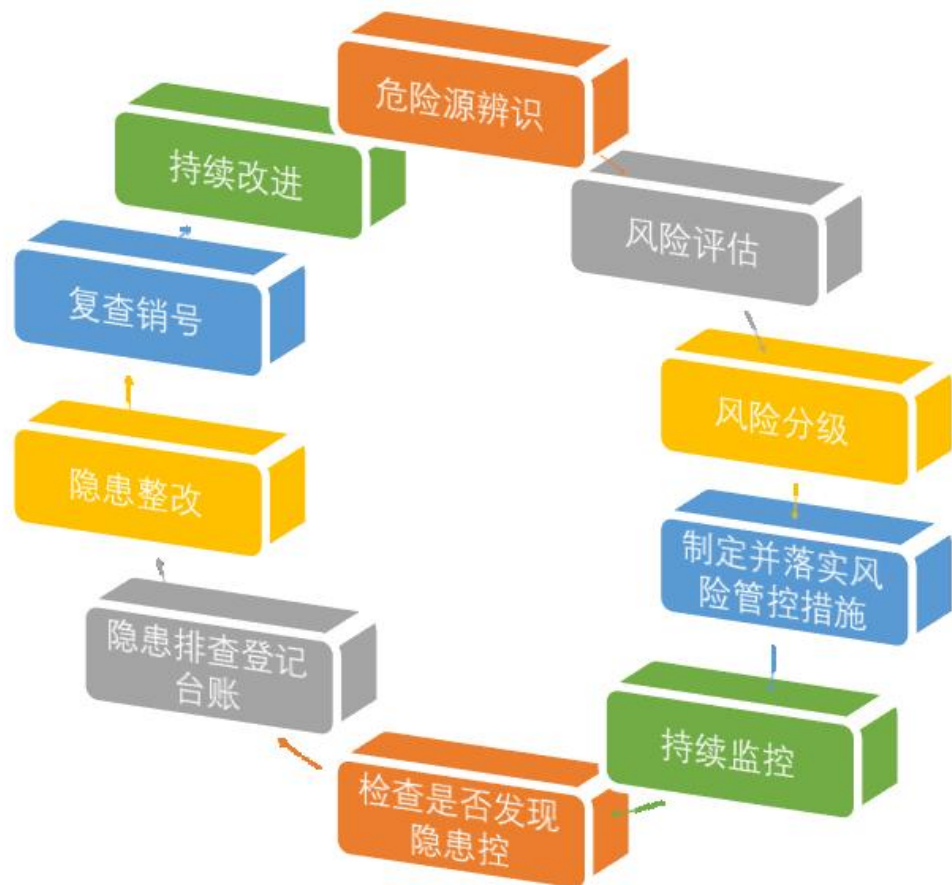 危险源辨识
风险评估
风险分级
制定并落实风
险管控措施
持续监控
检查是否发现
隐患控
隐患排查登记
台账
隐患整改
复查销号
持续改进